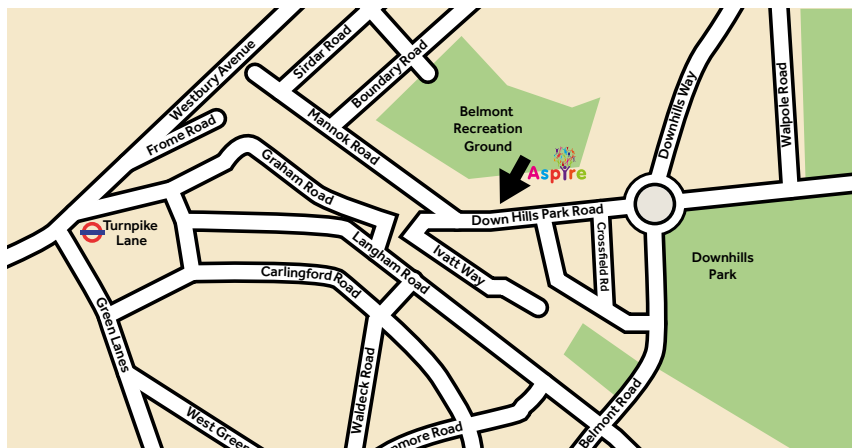 Westbury Avenue
Sirdar Road
Boundary Road
Frome Road
Mannok Road
Belmont
Recreation
Ground
Downhills Way
Walpole Road
Aspire
Graham Road
Down Hills Park Road
Turnpike
Lane
Langham Road
Ivatt Way
Crossfield Rd
Downhills
Park
Carlingford Road
Green Lanes
Waldeck Road
West Green
nmore Road
Belmont Road